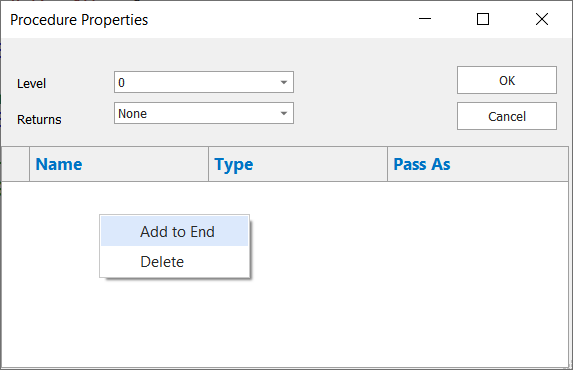 Procedure Properties
Level 0 OK
Returns None Cancel
Name Type Pass As
Add to End
Delete